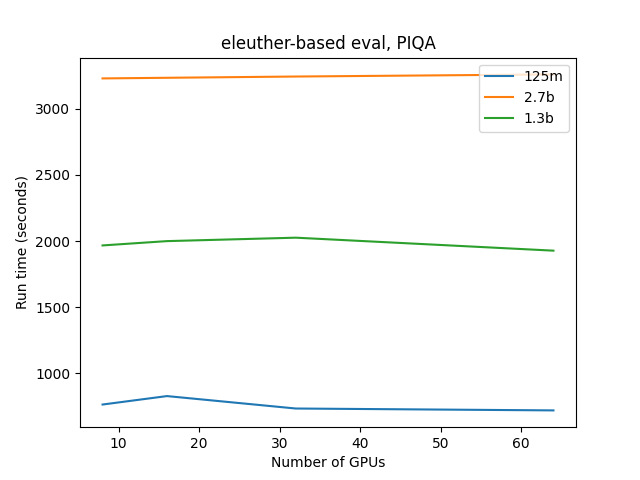 eleuther-based eval, PIQA
125m
2.7b
1.3b
3000
2500
2000
1500
1000
Run time (seconds)
10 20 30 40 50 60
Number of GPUs